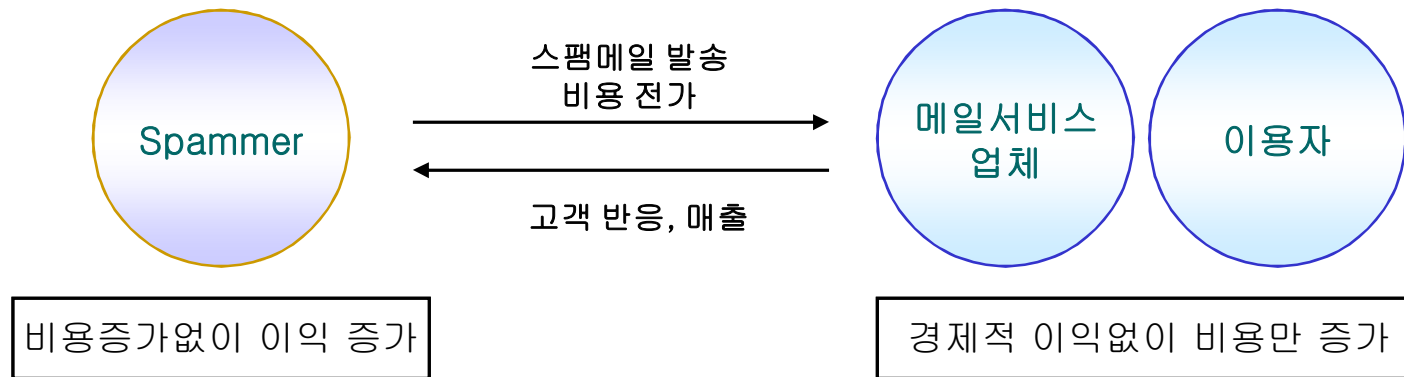 스팸메일 발송
비용 전가
Spammer
메일서비스
업체
이용자
고객 반응, 매출
비용증가없이 이익 증가
경제적 이익없이 비용만 증가